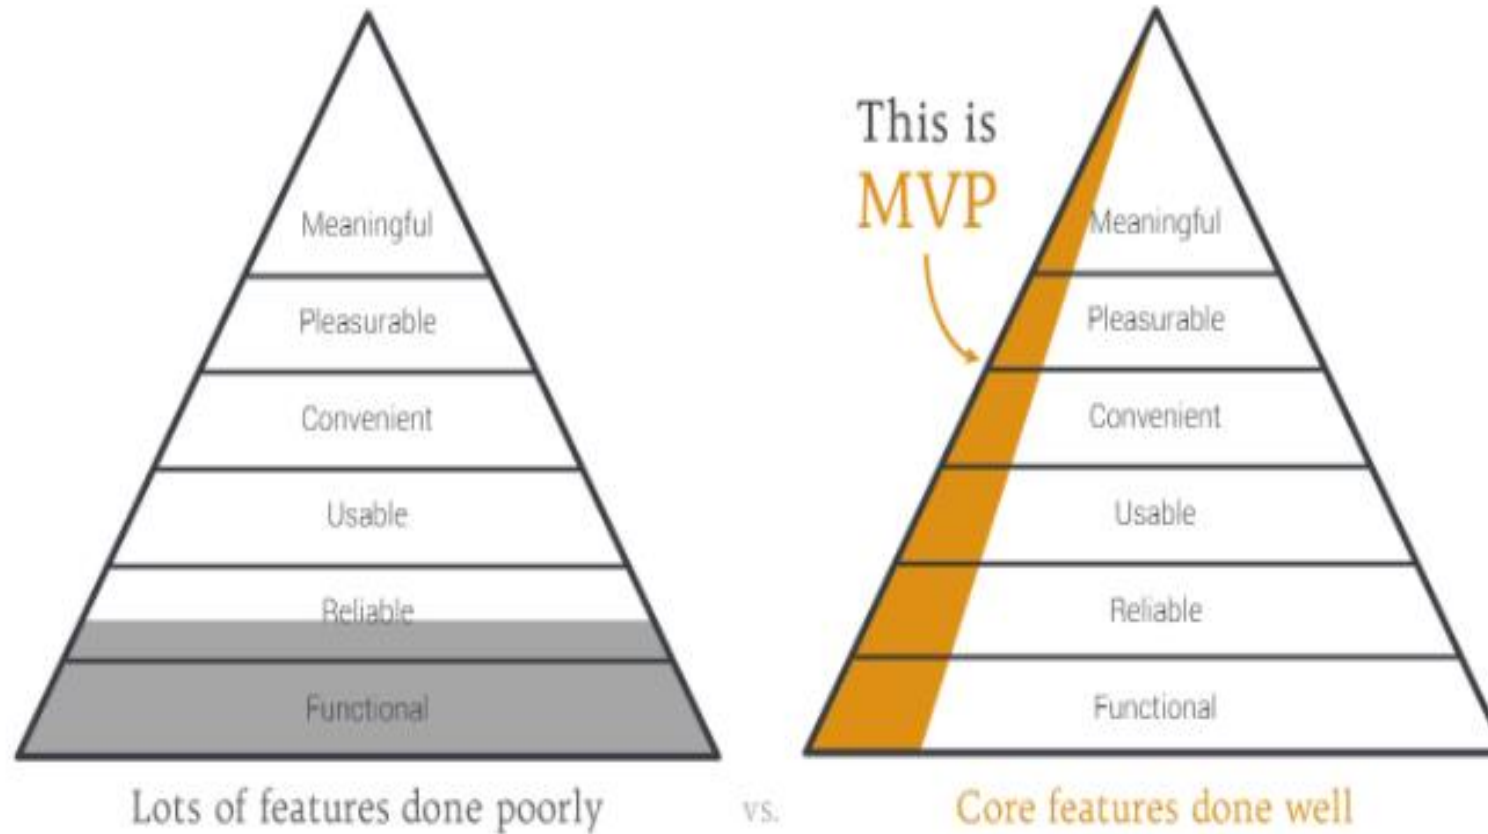 Meaningful
Pleasurable
Convenient
Usable
Reliable
Functional
Lots of features done poorly
vs.
This is
MVP
Meaningful
Pleasurable
Convenient
Usable
Reliable
Functional
Core features done well